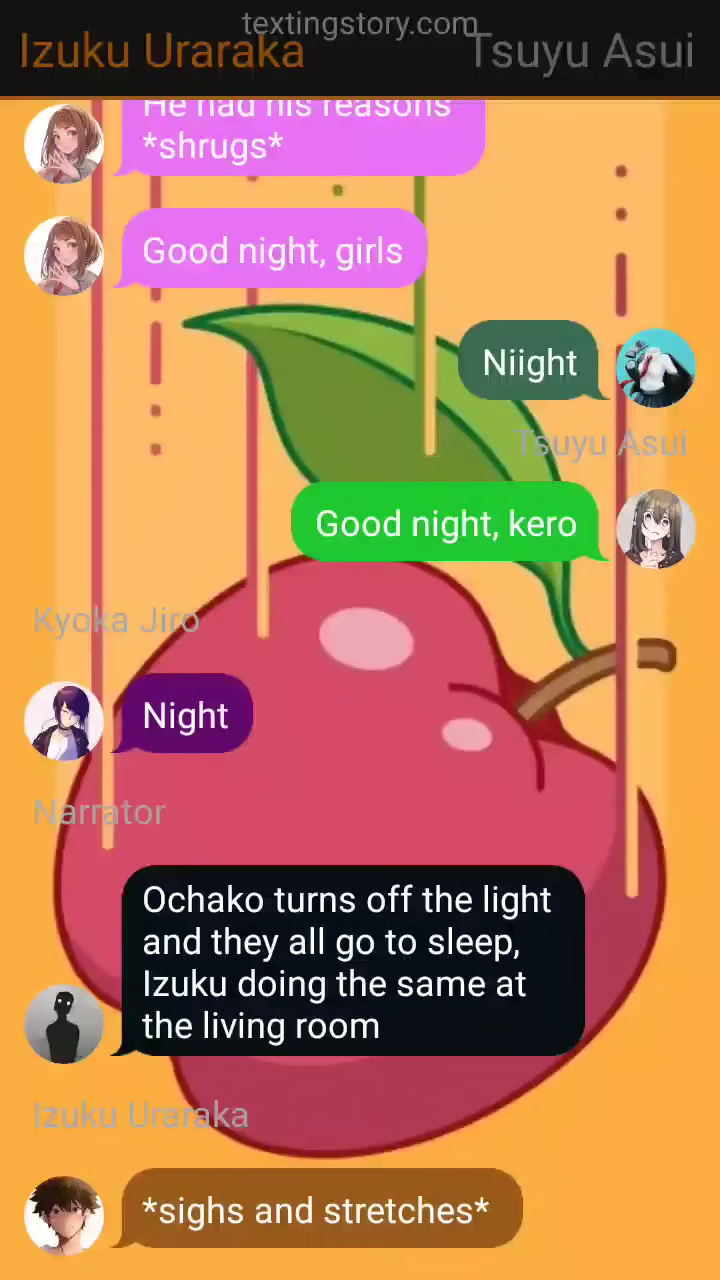 textingstory.com
Izuku Uraraka
Tsuyu Asui
He had his reasons
*shrugs*
Good night, girls
Niight
Tsuyu Asui
Good night, kero
Kyoka Jiro
Night
Narrator
Ochako turns off the light
and they all go to sleep,
Izuku doing the same at
the living room
Izuku Uraraka
*sighs and stretches*